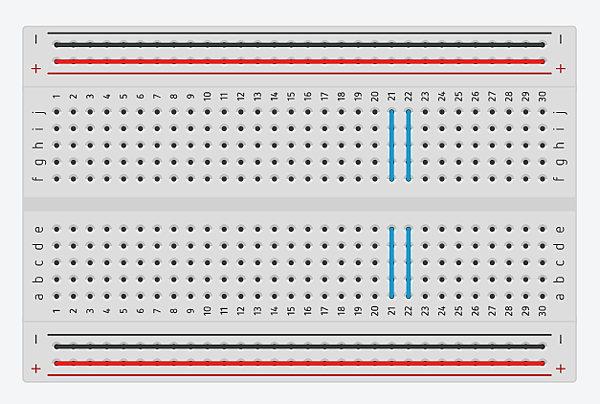 − −
+ +
1 2 3 4 5 6 7 8 9 10 11 12 13 14 15 16 17 18 19 20 21 22 23 24 25 26 27 28 29 30
j j
i i
h h
g g
f f
e e
d d
c c
b b
a a
1 2 3 4 5 6 7 8 9 10 11 12 13 14 15 16 17 18 19 20 21 22 23 24 25 26 27 28 29 30
− −
+ +